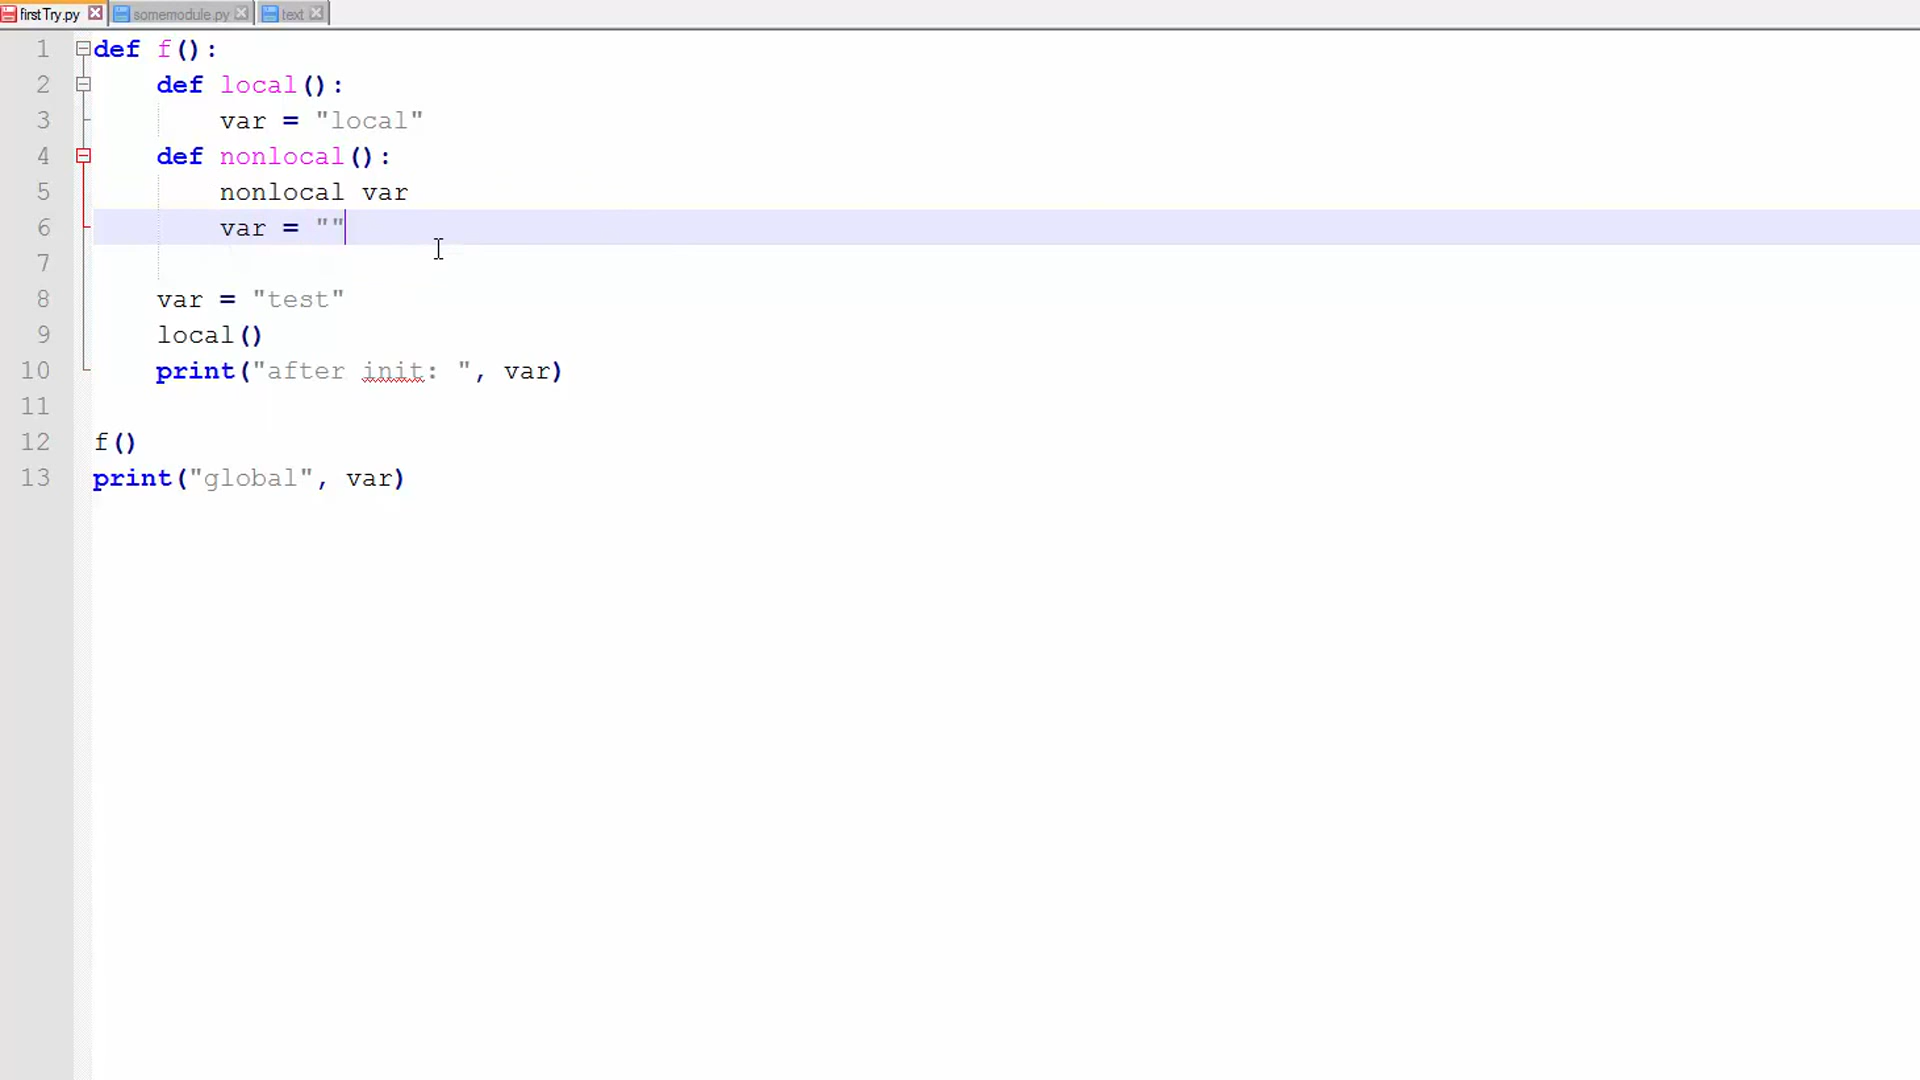 firstTry.py somemodule.py text
1 def f():
2     def local():
3         var = "local"
4     def nonlocal():
5         nonlocal var
6         var = ""
7
8     var = "test"
9     local()
10     print("after init: ", var)
11
12 f()
13 print("global", var)